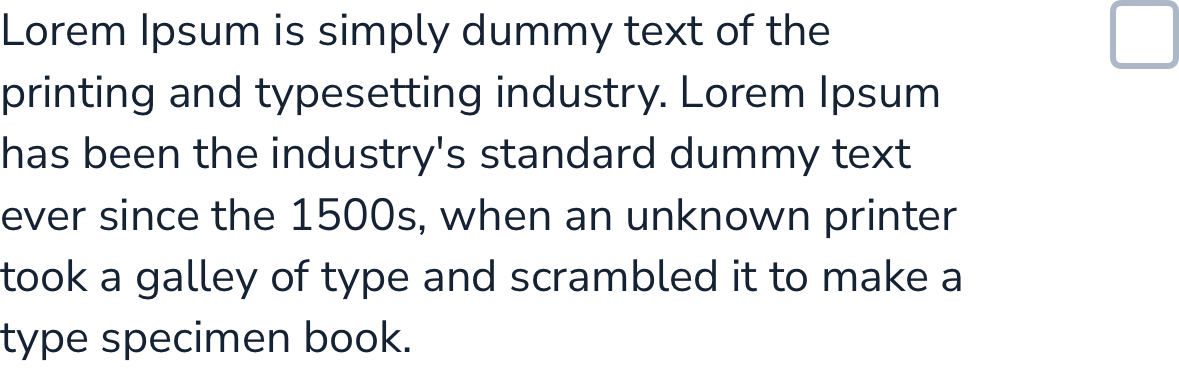 Lorem Ipsum is simply dummy text of the
printing and typesetting industry. Lorem Ipsum
has been the industry's standard dummy text
ever since the 1500s, when an unknown printer
took a galley of type and scrambled it to make a
type specimen book.